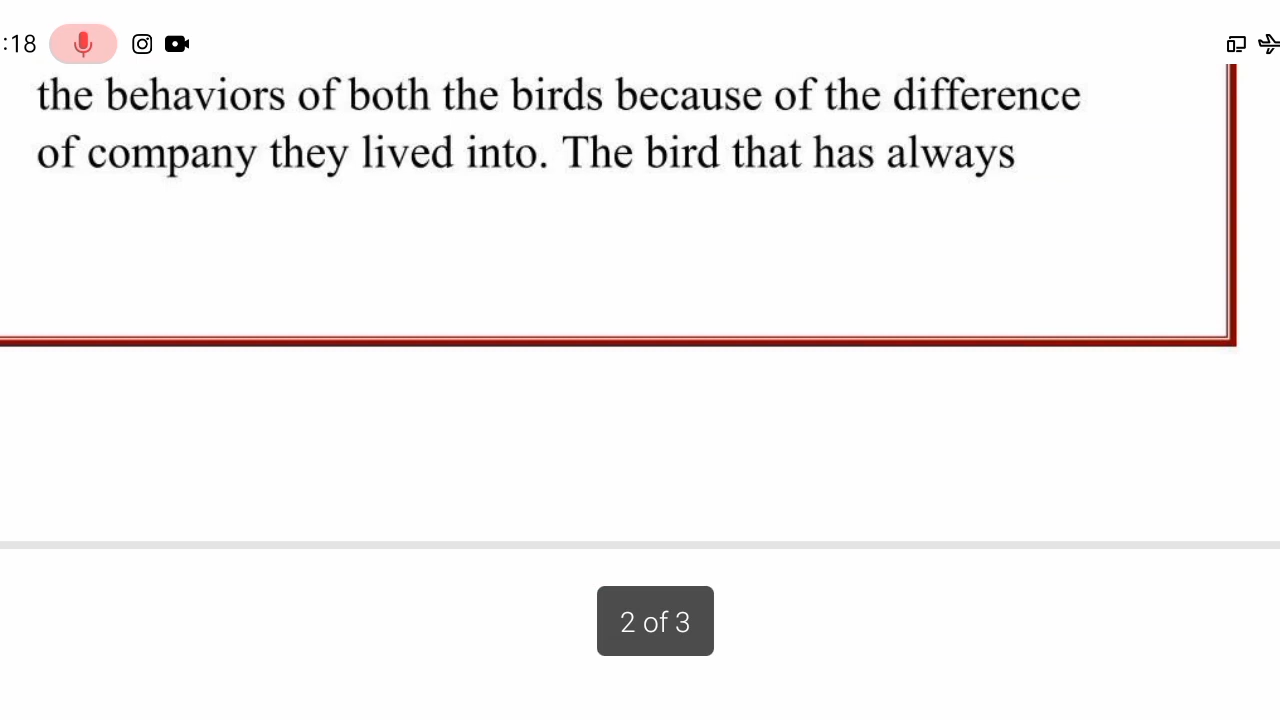 :18
the behaviors of both the birds because of the difference
of company they lived into. The bird that has always
2 of 3